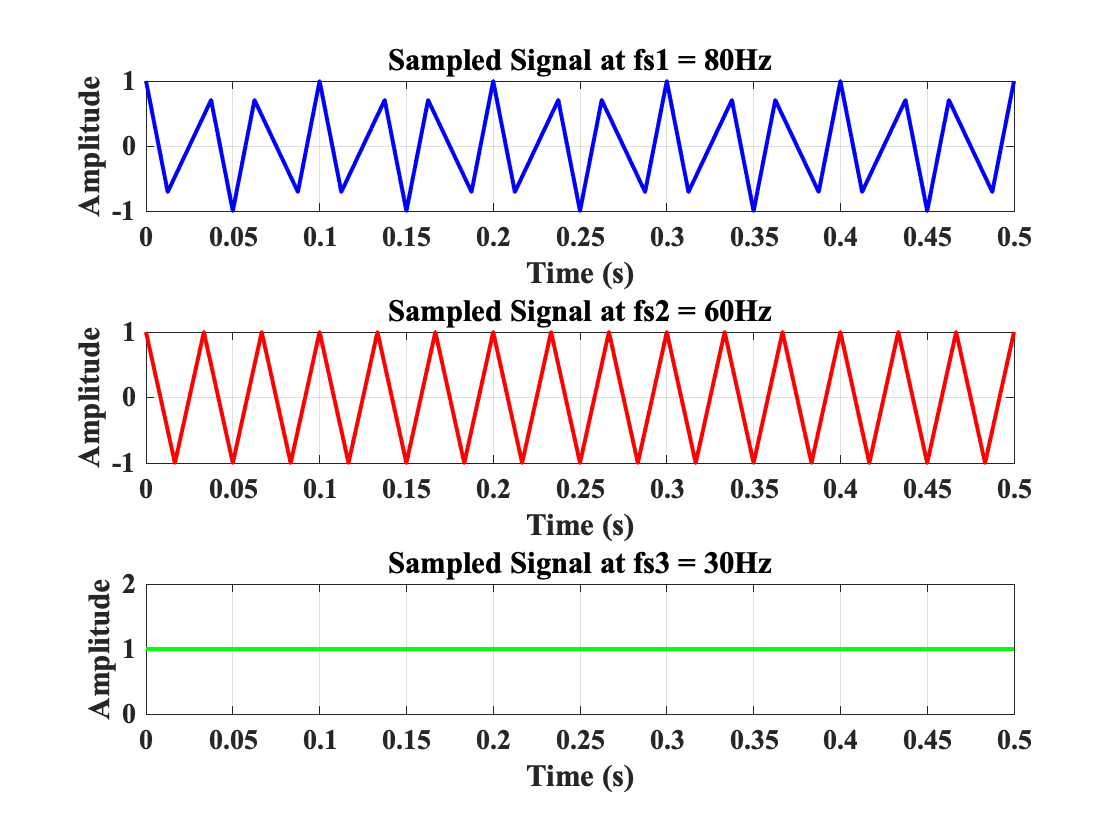 Sampled Signal at fs1 = 80Hz
Amplitude
1
0
-1
0 0.05 0.1 0.15 0.2 0.25 0.3 0.35 0.4 0.45 0.5
Time (s)
Sampled Signal at fs2 = 60Hz
Amplitude
1
0
-1
0 0.05 0.1 0.15 0.2 0.25 0.3 0.35 0.4 0.45 0.5
Time (s)
Sampled Signal at fs3 = 30Hz
Amplitude
2
1
0
0 0.05 0.1 0.15 0.2 0.25 0.3 0.35 0.4 0.45 0.5
Time (s)